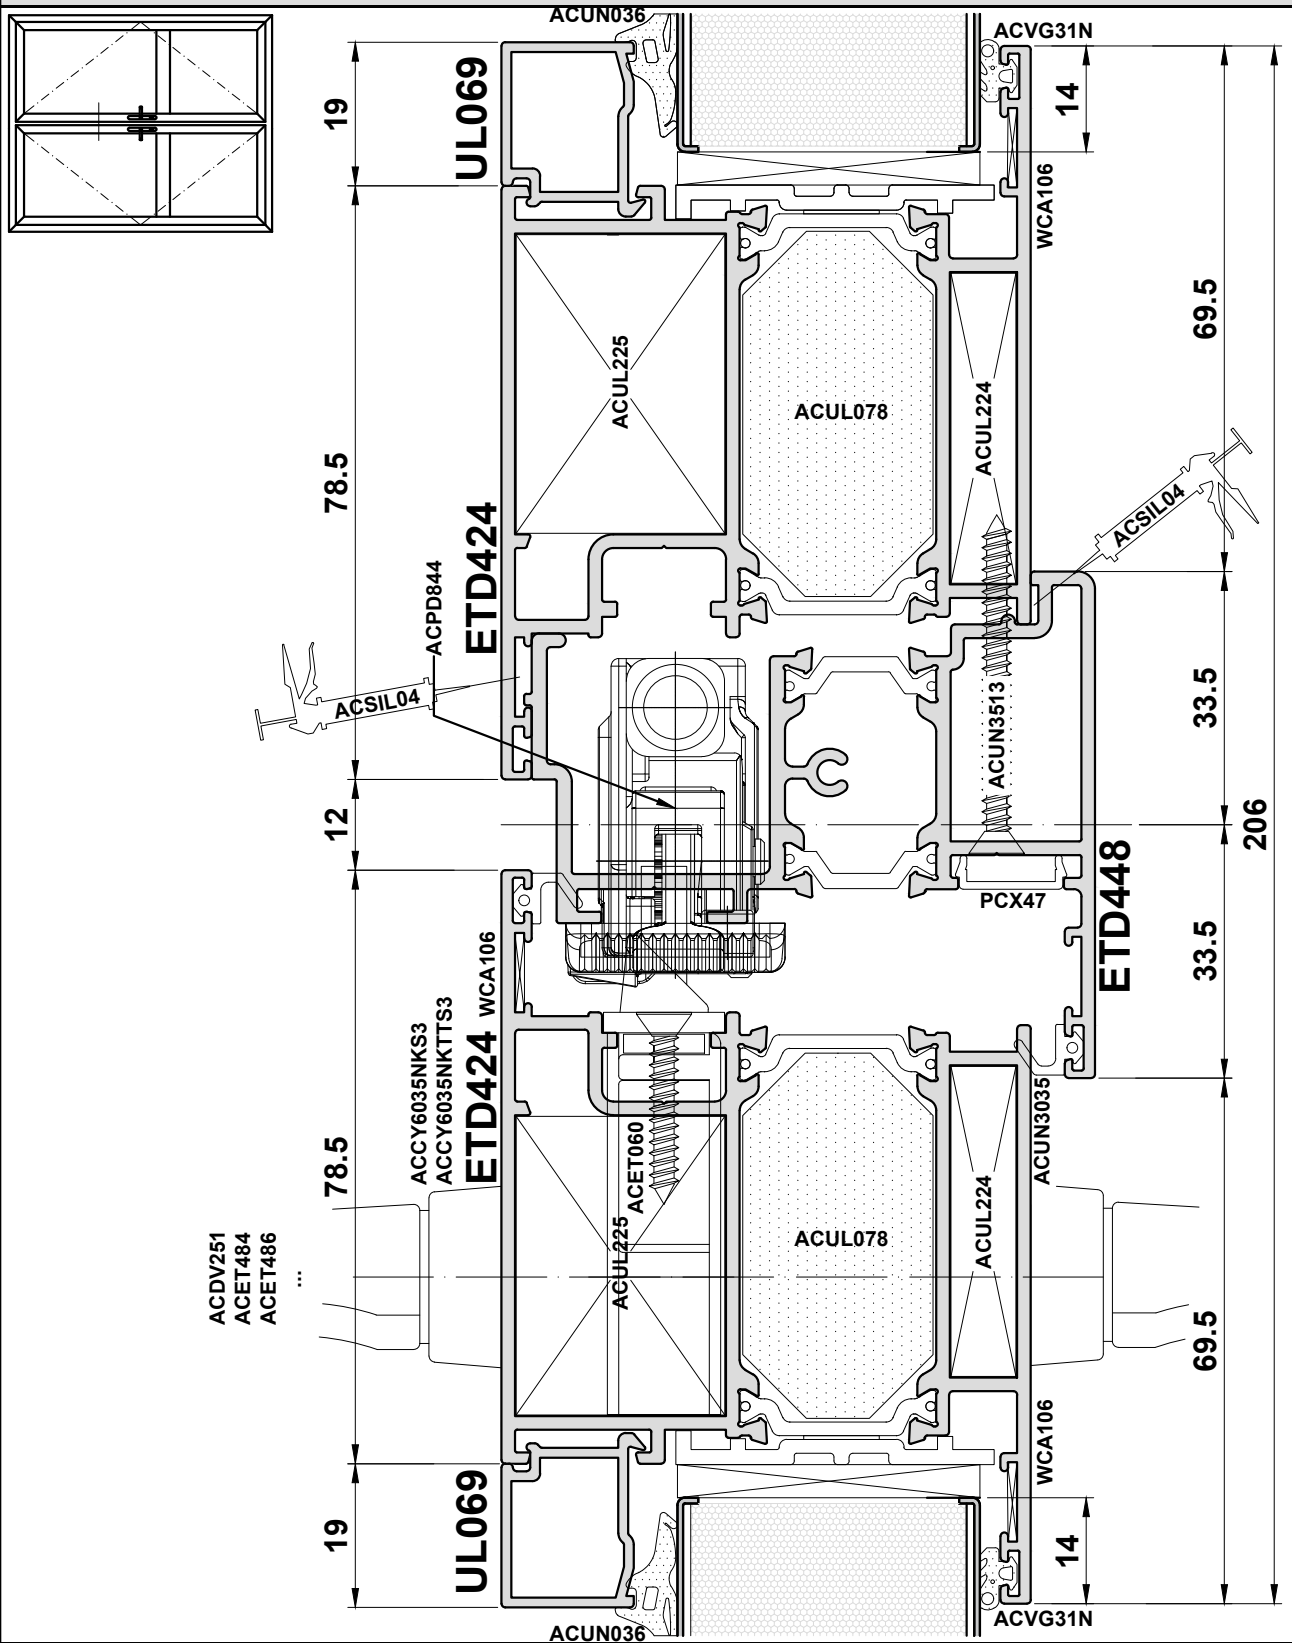 ACUN036
ACVG31N
19
UL069
14
WCA106
69.5
ACUL225
ACUL078
ACUL224
78.5
ETD424
ACPD844
ACSIL04
ACSIL04
33.5
ACUN3513
12
206
PCX47
ETD448
33.5
WCA106
ETD424
ACCY6035NKS3
ACCY6035NKTTS3
78.5
ACET060
ACUN3035
ACUL225
ACUL078
ACUL224
ACDV251
ACET484
ACET486
...
69.5
WCA106
19
UL069
14
ACUN036
ACVG31N